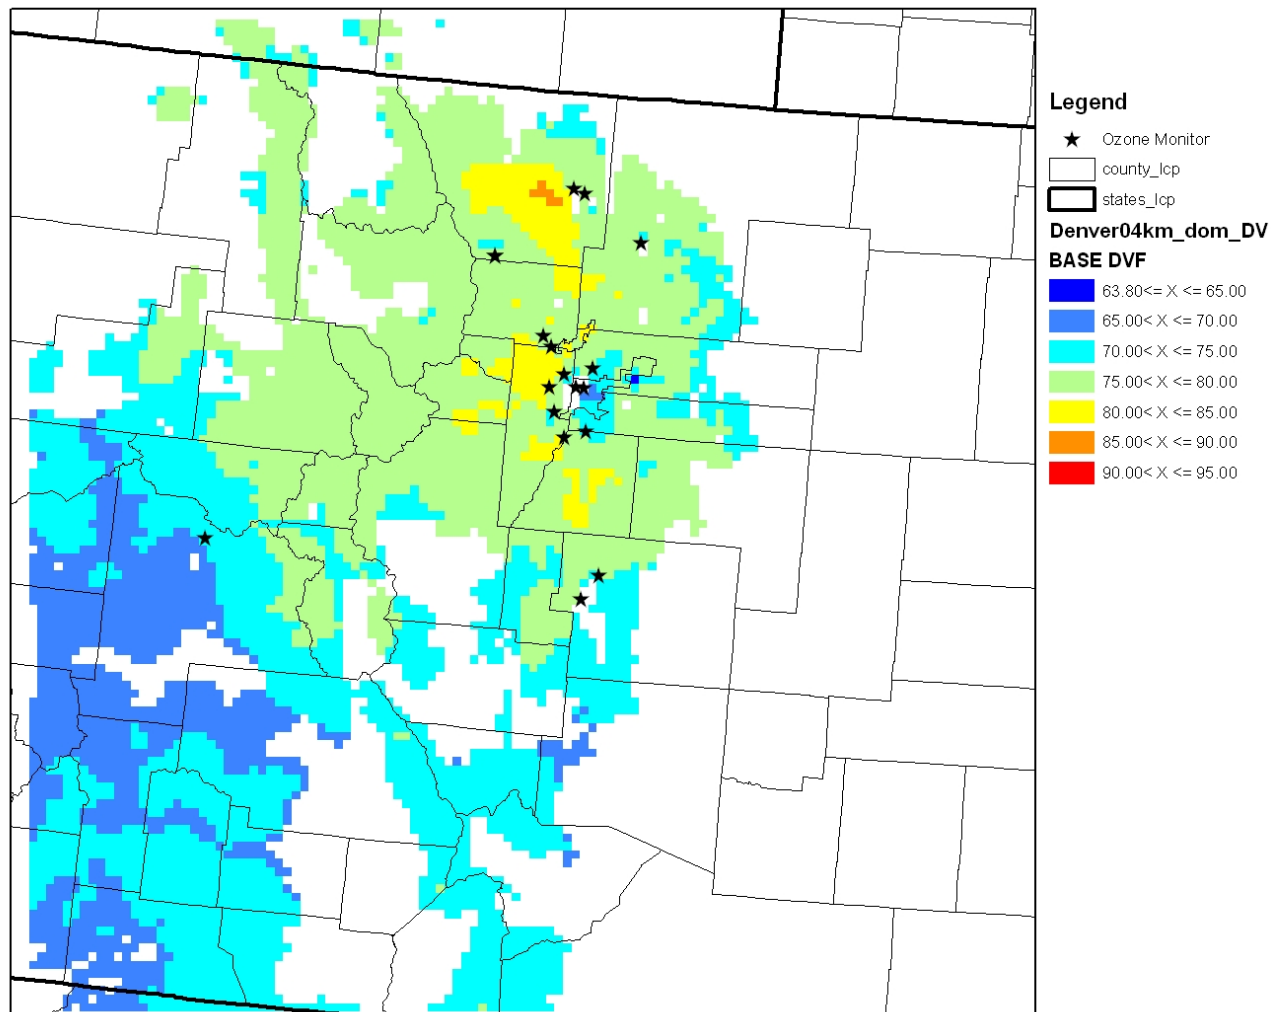 Legend
Ozone Monitor
county_lcp
states_lcp
Denver04km_dom_DV
BASE DVF
63.80<= X <= 65.00
65.00< X <= 70.00
70.00< X <= 75.00
75.00< X <= 80.00
80.00< X <= 85.00
85.00< X <= 90.00
90.00< X <= 95.00